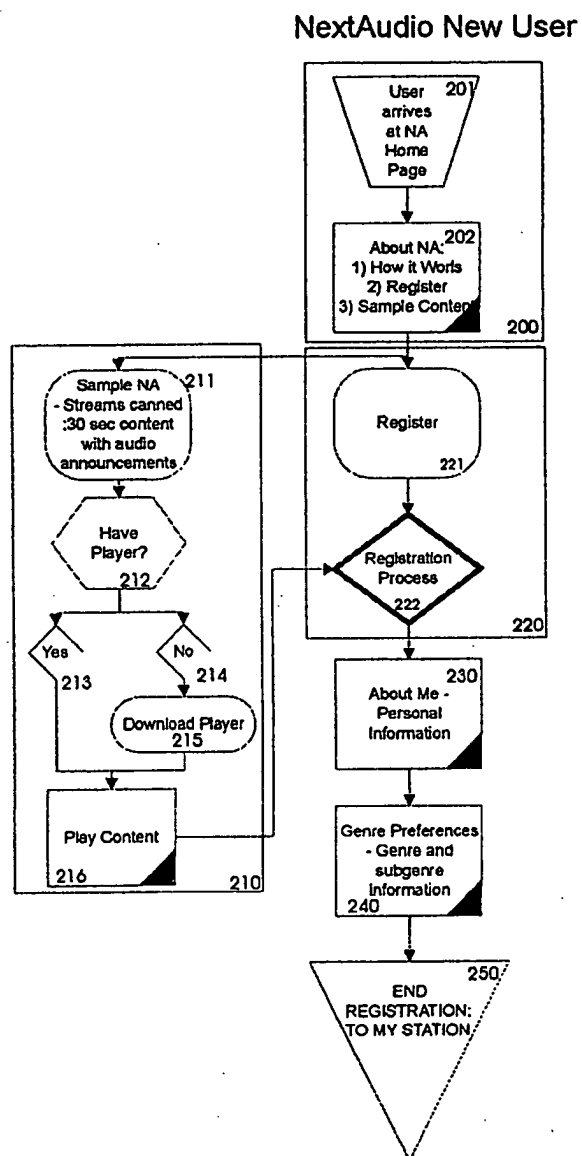 NextAudio New User
User 201
arrives
at NA
Home
Page
202
About NA:
1) How it Works
2) Register
3) Sample Content
200
Sample NA 211
- Streams canned
:30 sec content
with audio
announcements
Have
Player?
212
Yes
213
No
214
Download Player
215
Play Content
216
210
Register
221
Registration
Process
222
220
230
About Me -
Personal
Information
Genre Preferences
- Genre and
subgenre
Information
240
250
END
REGISTRATION:
TO MY STATION